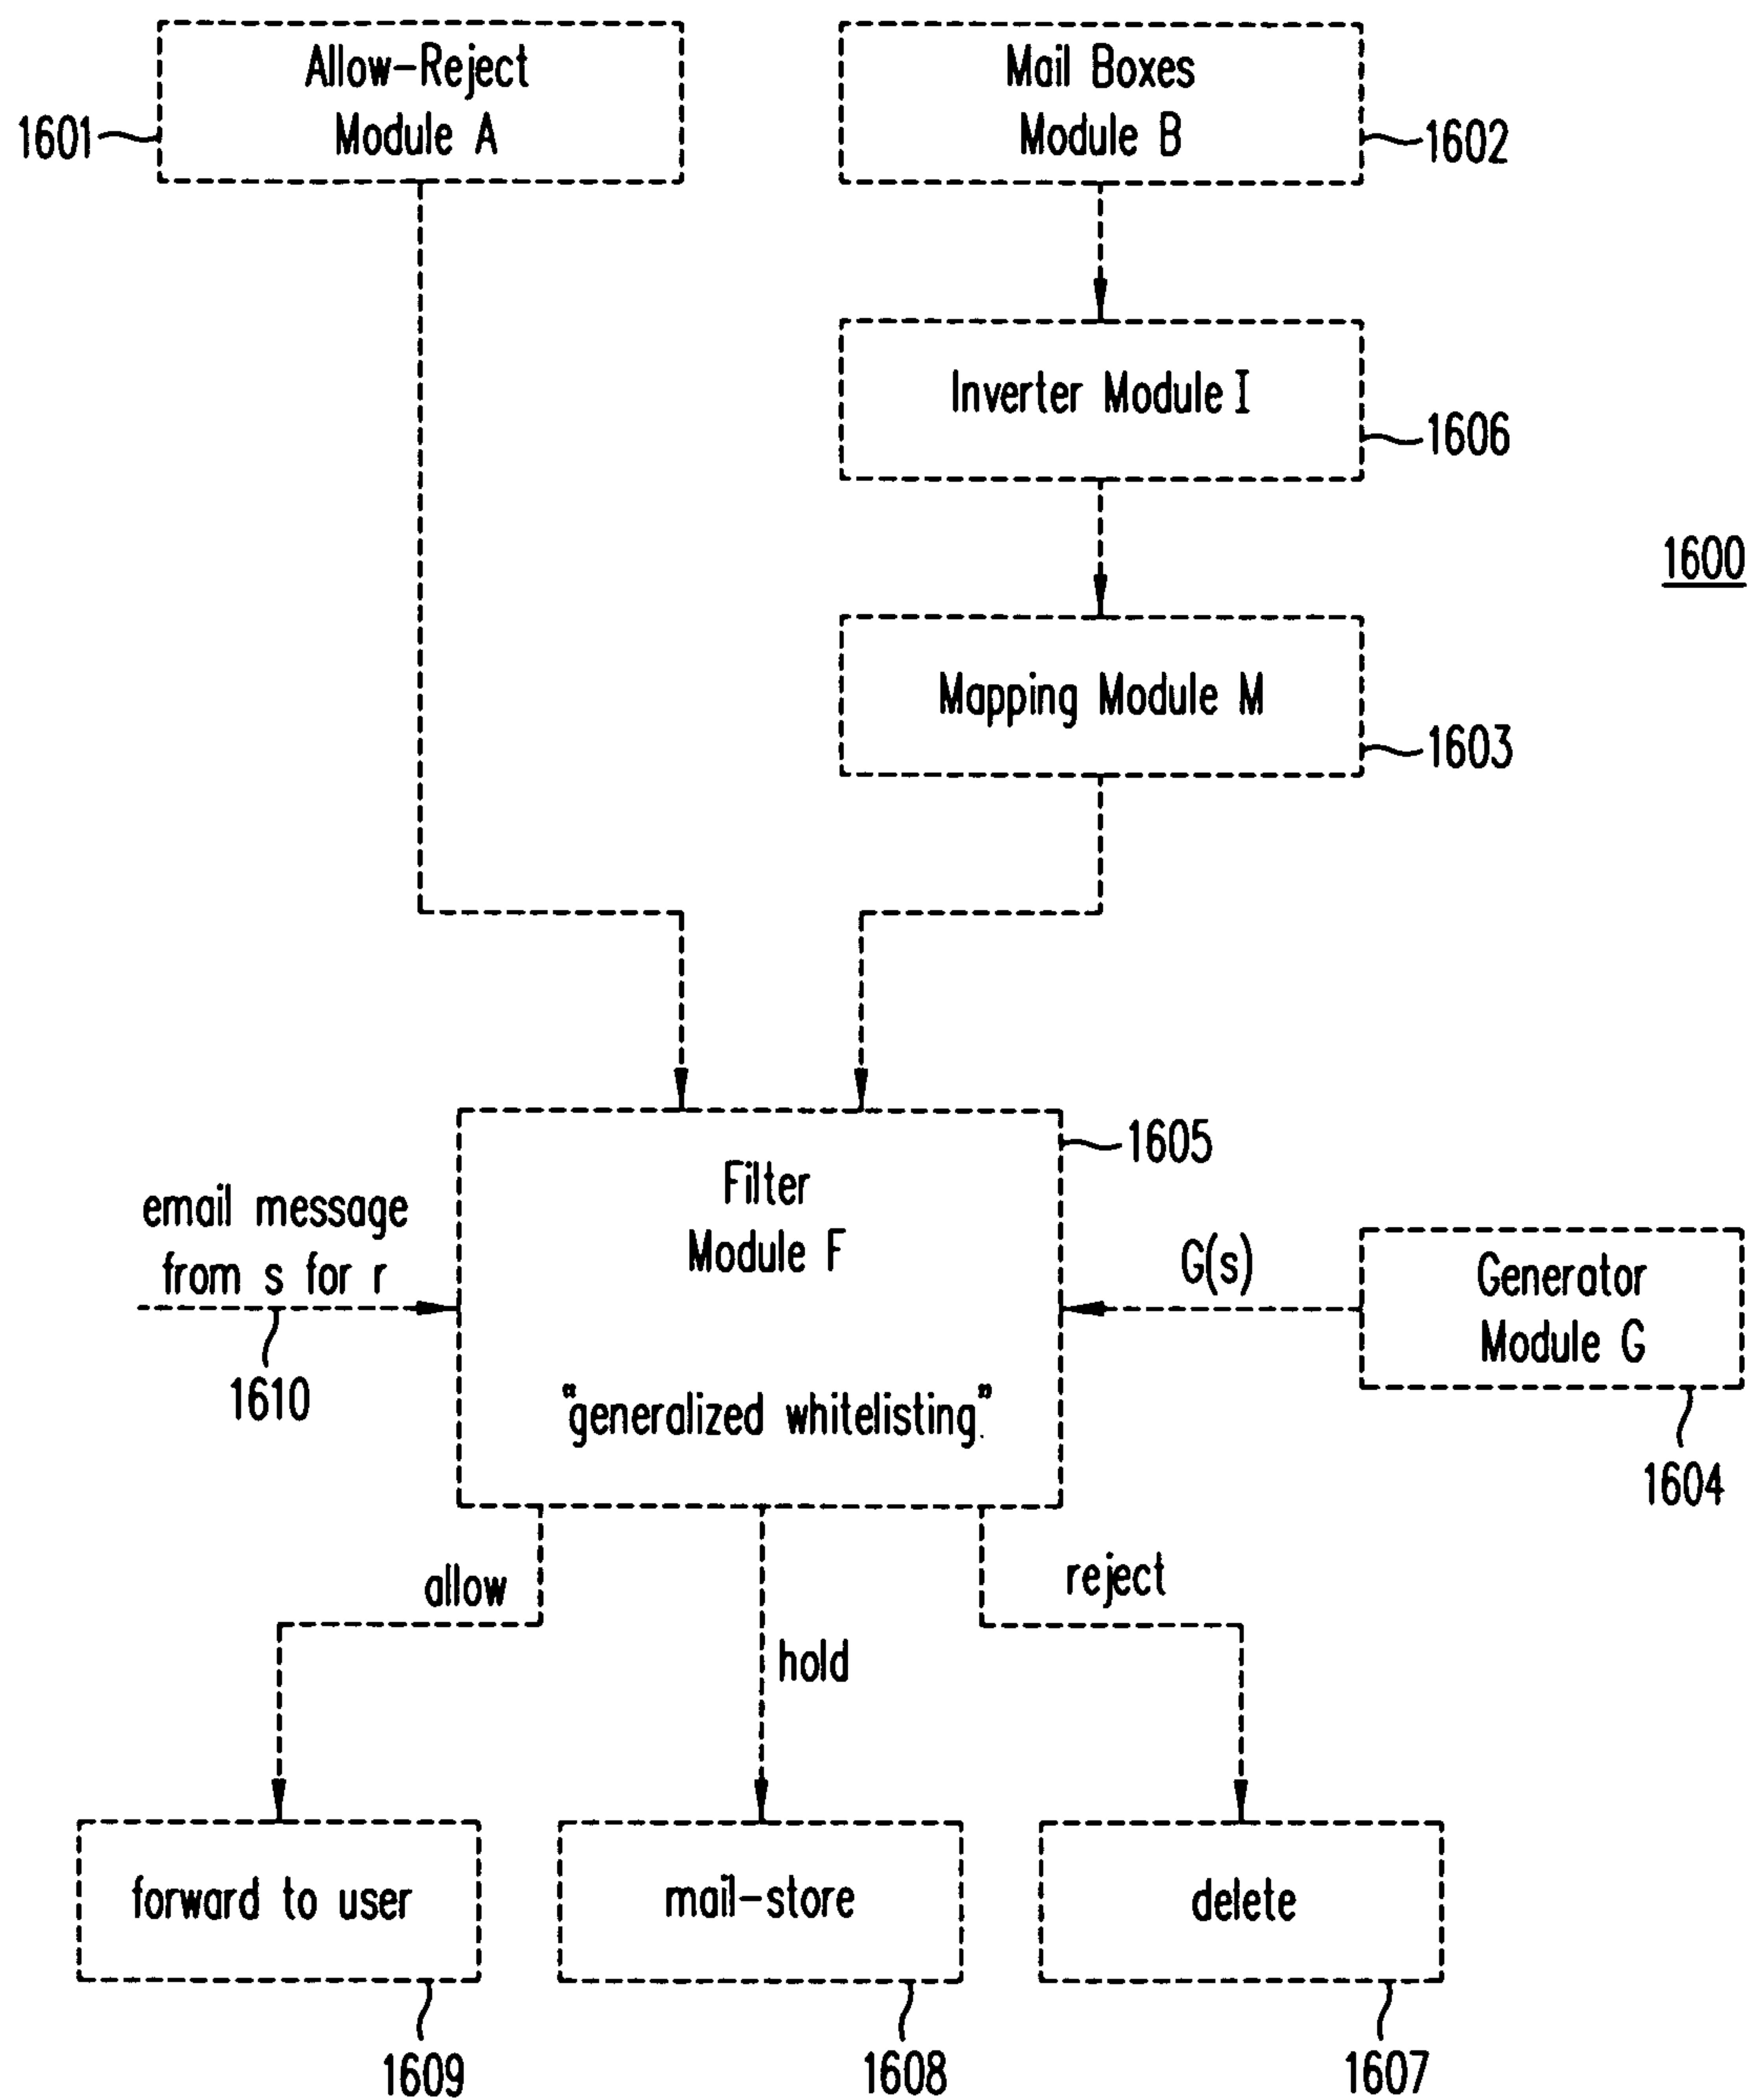 Allow-Reject
Module A
1601
Mail Boxes
Module B
1602
Inverter Module I
1606
1600
Mapping Module M
1603
1605
Filter
Module F
email message
from s for r
1610
G(s)
Generator
Module G
1604
"generalized whitelisting."
allow
hold
reject
forward to user
mail-store
delete
1609
1608
1607